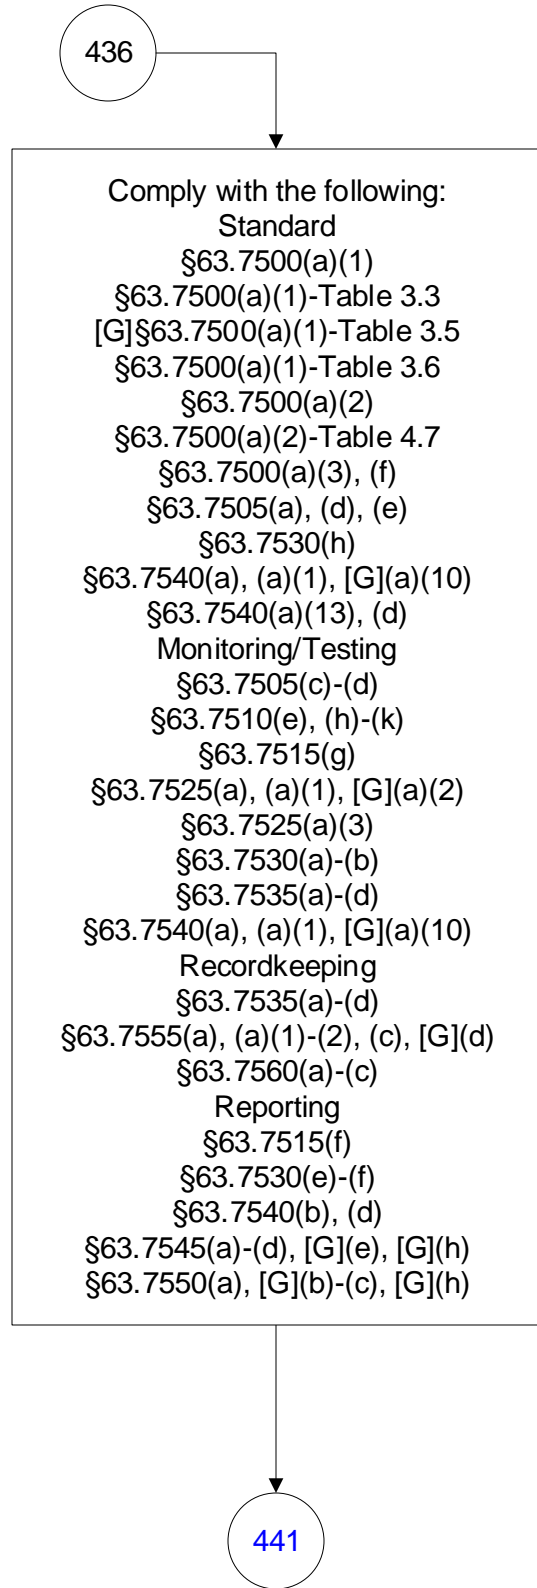 436
Comply with the following:
Standard
§63.7500(a)(1)
§63.7500(a)(1)-Table 3.3
[G]§63.7500(a)(1)-Table 3.5
§63.7500(a)(1)-Table 3.6
§63.7500(a)(2)
§63.7500(a)(2)-Table 4.7
§63.7500(a)(3), (f)
§63.7505(a), (d), (e)
§63.7530(h)
§63.7540(a), (a)(1), [G](a)(10)
§63.7540(a)(13), (d)
Monitoring/Testing
§63.7505(c)-(d)
§63.7510(e), (h)-(k)
§63.7515(g)
§63.7525(a), (a)(1), [G](a)(2)
§63.7525(a)(3)
§63.7530(a)-(b)
§63.7535(a)-(d)
§63.7540(a), (a)(1), [G](a)(10)
Recordkeeping
§63.7535(a)-(d)
§63.7555(a), (a)(1)-(2), (c), [G](d)
§63.7560(a)-(c)
Reporting
§63.7515(f)
§63.7530(e)-(f)
§63.7540(b), (d)
§63.7545(a)-(d), [G](e), [G](h)
§63.7550(a), [G](b)-(c), [G](h)
441